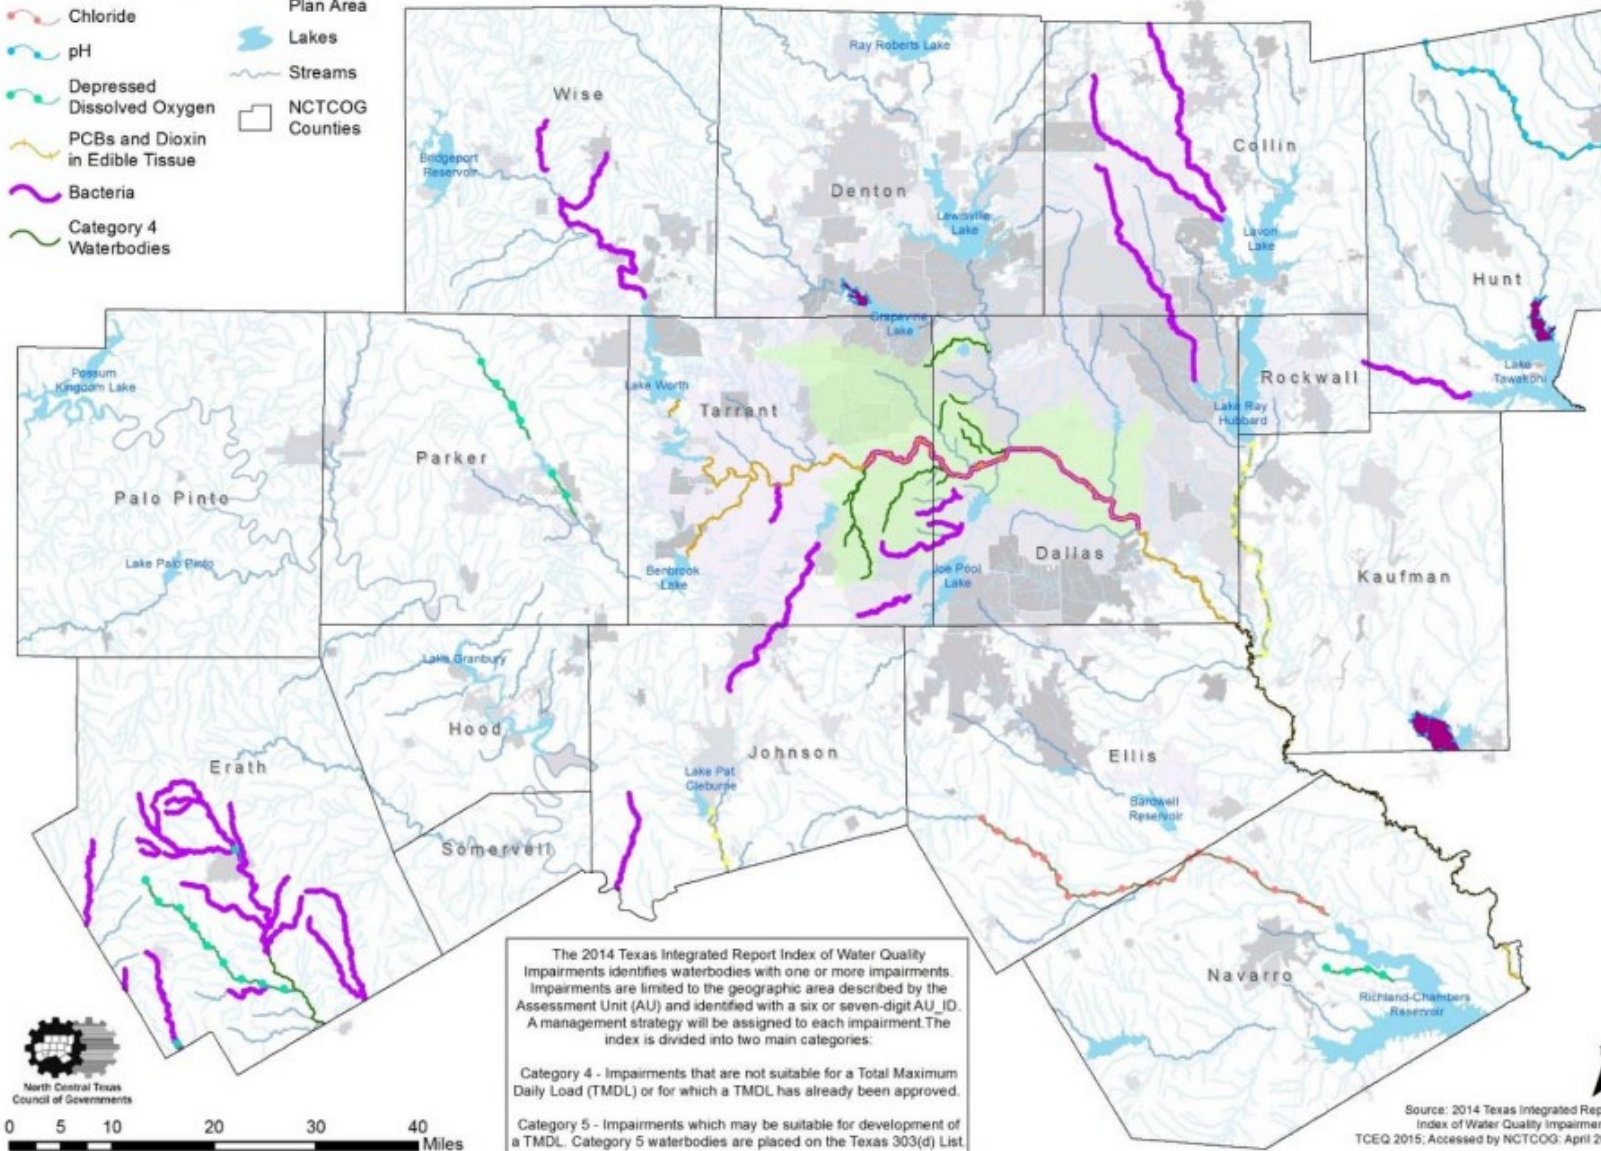 Chloride
pH
Depressed
Dissolved Oxygen
PCBs and Dioxin
in Edible Tissue
Bacteria
Category 4
Waterbodies
Plan Area
Lakes
Streams
NCTCOG
Counties
Wise
Bridgeport
Reservoir
Ray Roberts Lake
Denton
Lewisville
Lake
Grapevine
Lake
Collin
Lavon
Lake
Hunt
Lake
Tawakoni
Possum
Kingdom Lake
Palo Pinto
Lake Palo Pinto
Parker
Lake Worth
Tarrant
Benbrook
Lake
Joe Pool
Lake
Dallas
Rockwall
Lake Ray
Hubbard
Kaufman
Erath
Lake Granbury
Hood
Somervell
Johnson
Lake Pat
Cleburne
Ellis
Bardwell
Reservoir
Navarro
Richland-Chambers
Reservoir
The 2014 Texas Integrated Report Index of Water Quality
Impairments identifies waterbodies with one or more impairments.
Impairments are limited to the geographic area described by the
Assessment Unit (AU) and identified with a six or seven-digit AU_ID.
A management strategy will be assigned to each impairment.The
index is divided into two main categories:
Category 4 - Impairments that are not suitable for a Total Maximum
Daily Load (TMDL) or for which a TMDL has already been approved.
Category 5 - Impairments which may be suitable for development of
a TMDL. Category 5 waterbodies are placed on the Texas 303(d) List.
North Central Texas
Council of Governments
0 5 10 20 30 40
Miles
Source: 2014 Texas Integrated Rep
Index of Water Quality Impairmen
TCEQ 2015; Accessed by NCTCOG: April 20